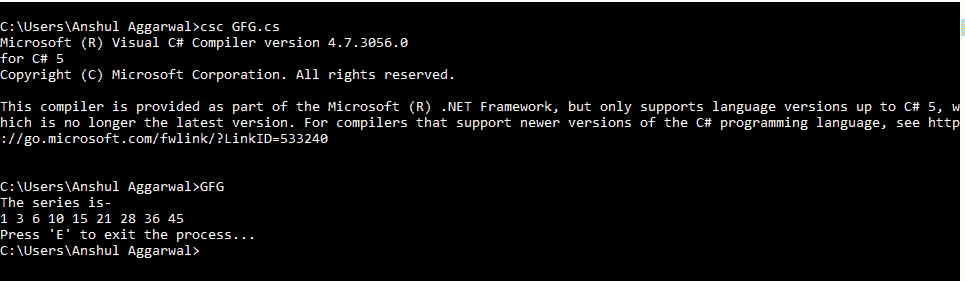 C:\Users\Anshul Aggarwal>csc GFG.cs
Microsoft (R) Visual C# Compiler version 4.7.3056.0
for C# 5
Copyright (C) Microsoft Corporation. All rights reserved.
This compiler is provided as part of the Microsoft (R) .NET Framework, but only supports language versions up to C# 5, w
hich is no longer the latest version. For compilers that support newer versions of the C# programming language, see http
://go.microsoft.com/fwlink/?LinkID=533240
C:\Users\Anshul Aggarwal>GFG
The series is-
1 3 6 10 15 21 28 36 45
Press 'E' to exit the process...
C:\Users\Anshul Aggarwal>